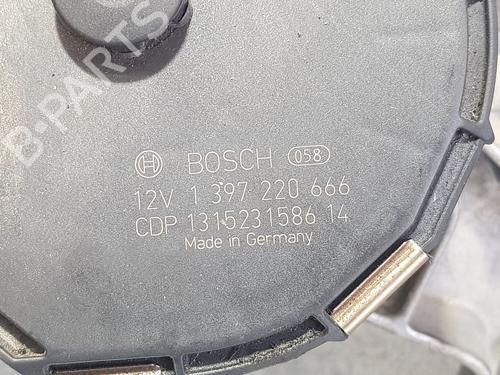 B-PARTS
BOSCH 058
12V 1 397 220 666
CDP 1315231586 14
Made in Germany